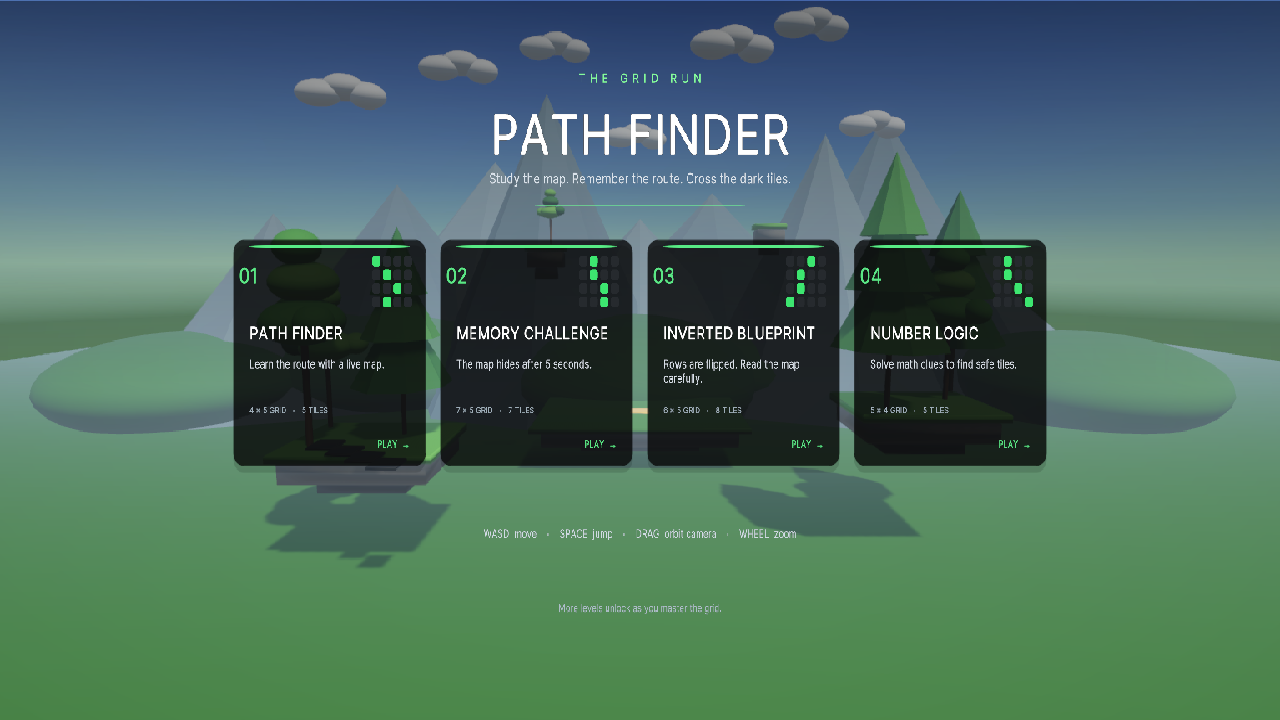 THE GRID RUN
PATH FINDER
Study the map. Remember the route. Cross the dark tiles.
01
PATH FINDER
Learn the route with a live map.
4 × 5 GRID · 5 TILES
PLAY →
02
MEMORY CHALLENGE
The map hides after 5 seconds.
7 × 5 GRID · 7 TILES
PLAY →
03
INVERTED BLUEPRINT
Rows are flipped. Read the map
carefully.
6 × 5 GRID · 8 TILES
PLAY →
04
NUMBER LOGIC
Solve math clues to find safe tiles.
5 × 4 GRID · 5 TILES
PLAY →
WASD move · SPACE jump · DRAG orbit camera · WHEEL zoom
More levels unlock as you master the grid.